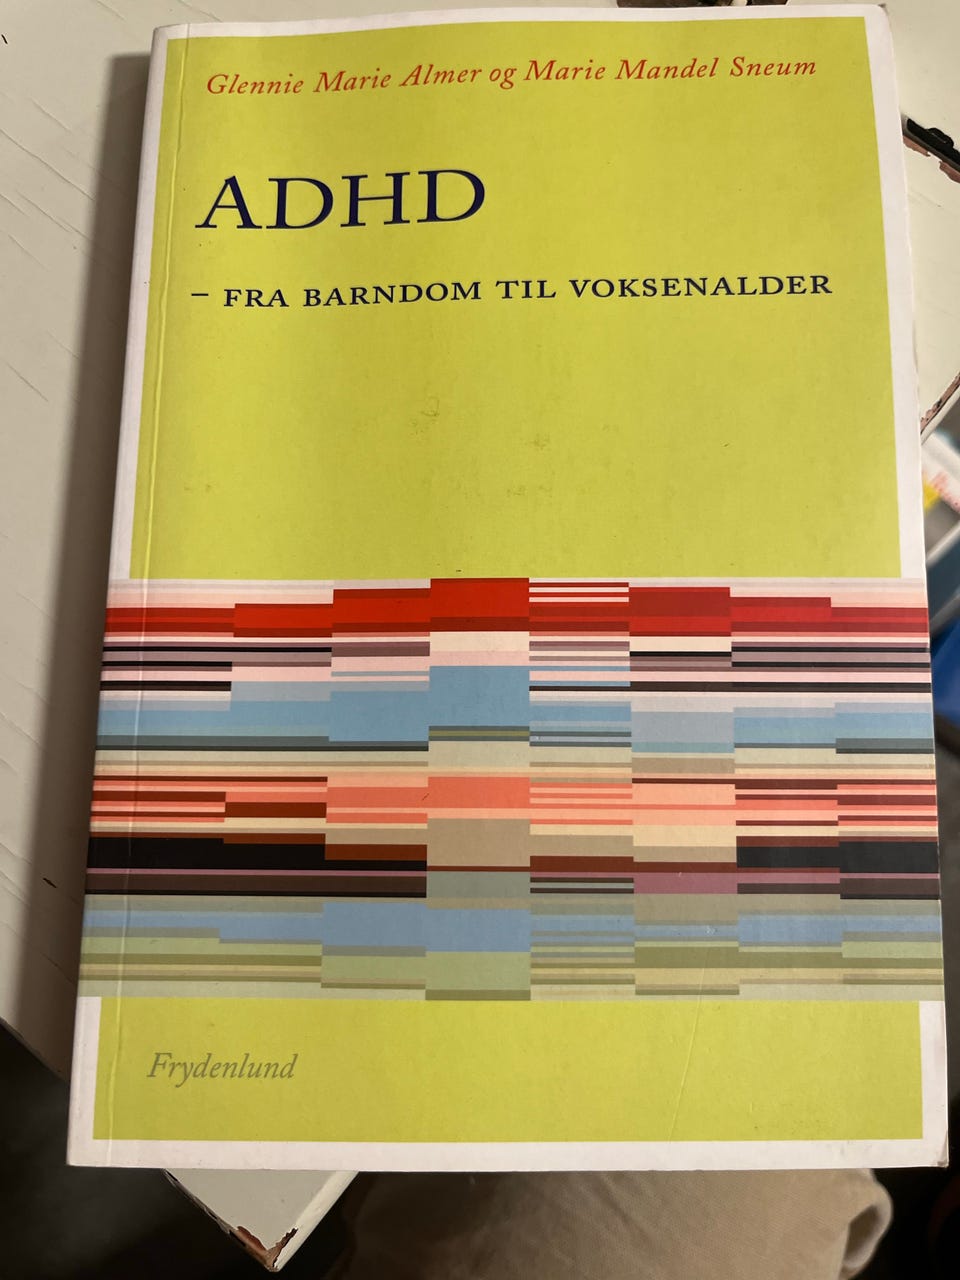 Glennie Marie Almer og Marie Mandel Sneum
ADHD
– FRA BARNDOM TIL VOKSENALDER
Frydenlund